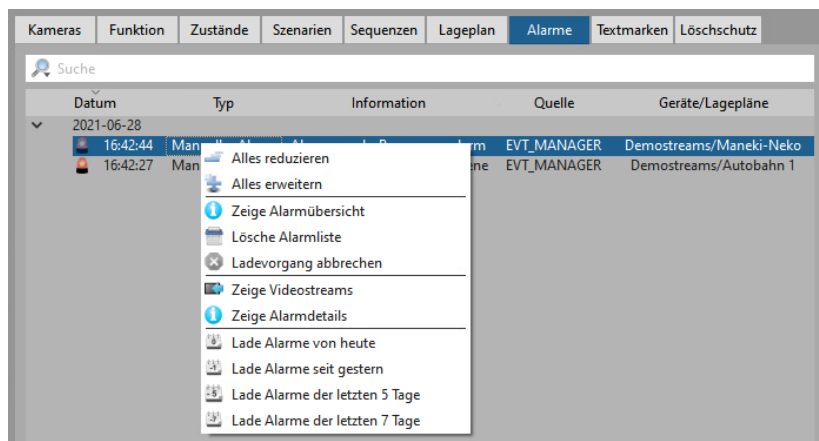 Kameras Funktion Zustände Szenarien Sequenzen Lageplan Alarme Textmarken Löschschutz
Suche
Datum Typ Information Quelle Geräte/Lagepläne
2021-06-28
16:42:44 EVT_MANAGER Demostreams/Maneki-Neko
16:42:27 EVT_MANAGER Demostreams/Autobahn 1
Alles reduzieren
Alles erweitern
Zeige Alarmübersicht
Lösche Alarmliste
Ladevorgang abbrechen
Zeige Videostreams
Zeige Alarmdetails
Lade Alarme von heute
Lade Alarme seit gestern
Lade Alarme der letzten 5 Tage
Lade Alarme der letzten 7 Tage